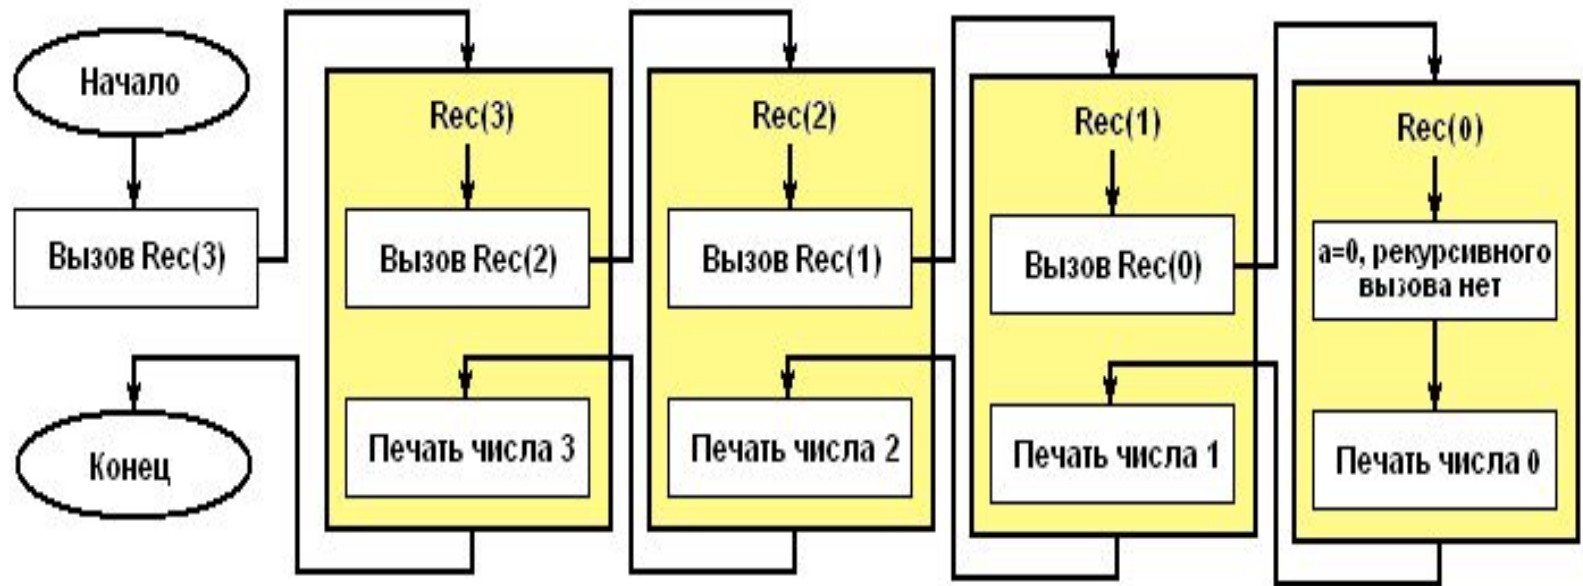 Начало
Вызов Rec(3)
Rec(3)
Вызов Rec(2)
Печать числа 3
Rec(2)
Вызов Rec(1)
Печать числа 2
Rec(1)
Вызов Rec(0)
Печать числа 1
Rec(0)
a=0, рекурсивного
вызова нет
Печать числа 0
Конец